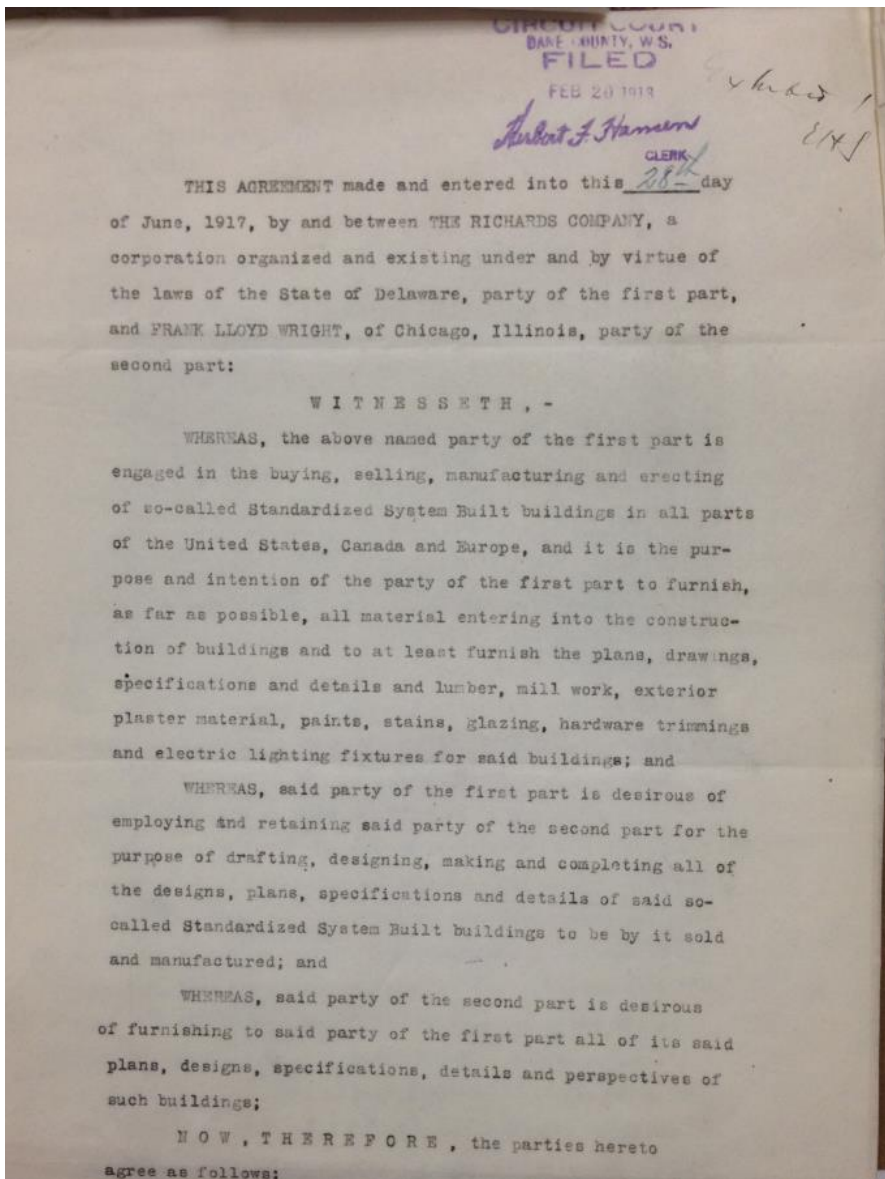 CIRCUIT COURT
DANE COUNTY, WIS.
FILED
FEB 20 1918
Herbert F. Hansen
CLERK
THIS AGREEMENT made and entered into this 28th day
of June, 1917, by and between THE RICHARDS COMPANY, a
corporation organized and existing under and by virtue of
the laws of the State of Delaware, party of the first part,
and FRANK LLOYD WRIGHT, of Chicago, Illinois, party of the
second part:
W I T N E S S E T H , -
WHEREAS, the above named party of the first part is
engaged in the buying, selling, manufacturing and erecting
of so-called Standardized System Built buildings in all parts
of the United States, Canada and Europe, and it is the pur-
pose and intention of the party of the first part to furnish,
as far as possible, all material entering into the construc-
tion of buildings and to at least furnish the plans, drawings,
specifications and details and lumber, mill work, exterior
plaster material, paints, stains, glazing, hardware trimmings
and electric lighting fixtures for said buildings; and
WHEREAS, said party of the first part is desirous of
employing and retaining said party of the second part for the
purpose of drafting, designing, making and completing all of
the designs, plans, specifications and details of said so-
called Standardized System Built buildings to be by it sold
and manufactured; and
WHEREAS, said party of the second part is desirous
of furnishing to said party of the first part all of its said
plans, designs, specifications, details and perspectives of
such buildings;
N O W , T H E R E F O R E , the parties hereto
agree as follows: